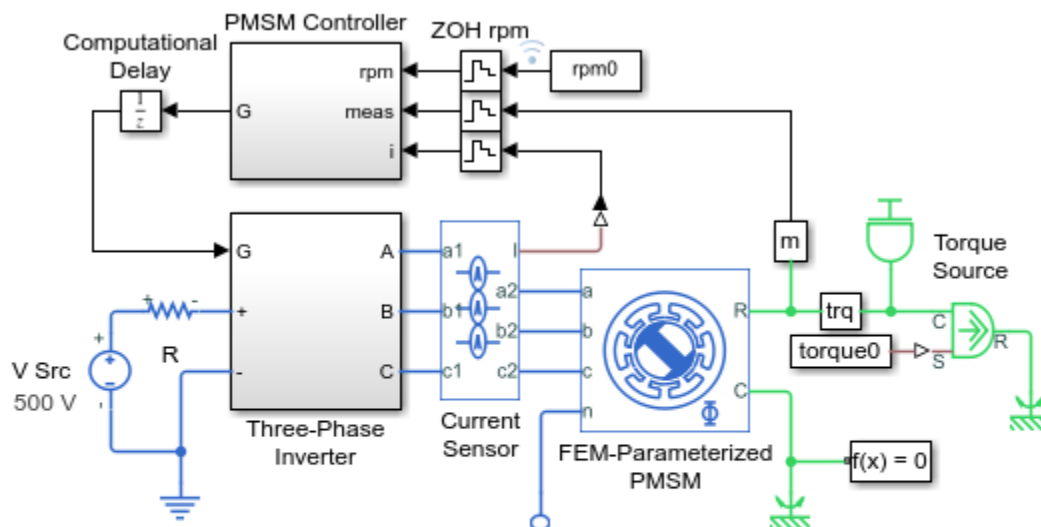 PMSM Controller
ZOH rpm
Computational
Delay
rpm
rpm0
1
z
G
meas
i
G
A
a1
I
m
Torque
Source
a2
a
+
-
+
B
b1
b2
b
R
trq
C
R
torque0
S
V Src
500 V
+
-
R
-
C
c1
c2
c
C
n
Φ
Three-Phase
Inverter
Current
Sensor
FEM-Parameterized
PMSM
f(x) = 0